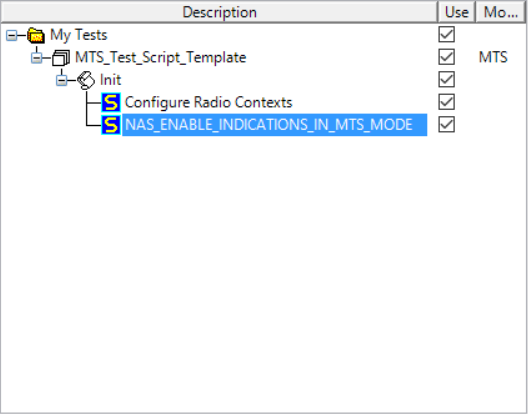 Description Use Mo...
My Tests
MTS_Test_Script_Template MTS
Init
Configure Radio Contexts
NAS_ENABLE_INDICATIONS_IN_MTS_MODE